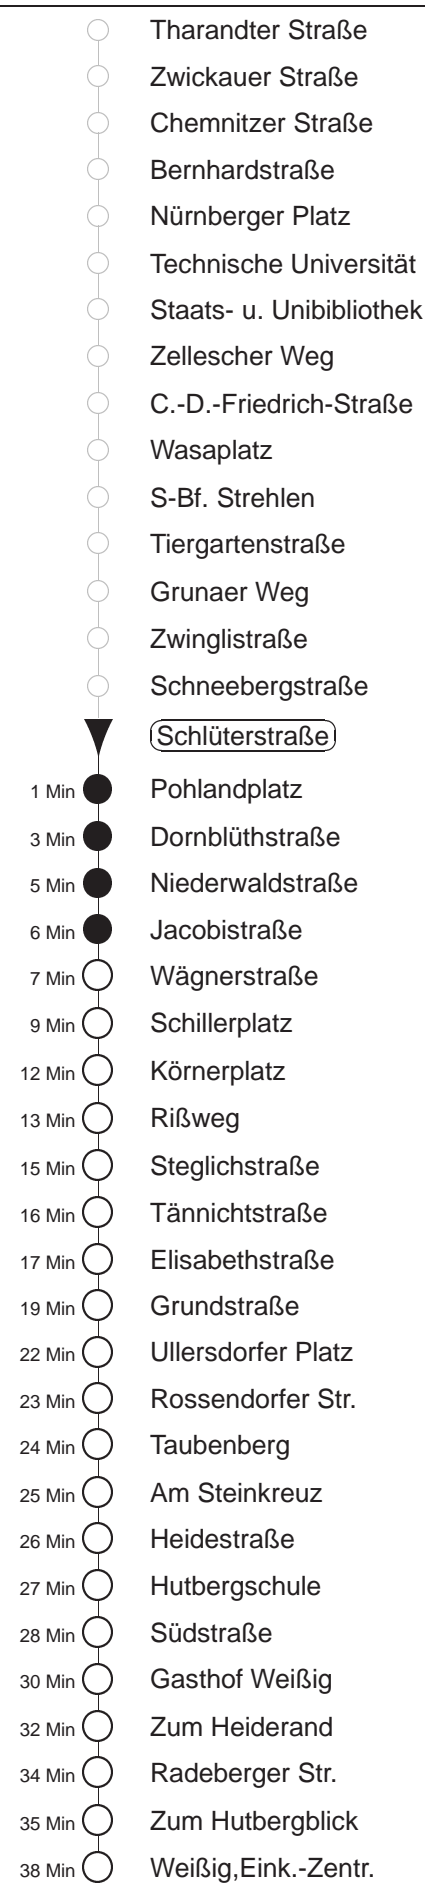 Tharandter Straße
Zwickauer Straße
Chemnitzer Straße
Bernhardstraße
Nürnberger Platz
Technische Universität
Staats- u. Unibibliothek
Zellescher Weg
C.-D.-Friedrich-Straße
Wasaplatz
S-Bf. Strehlen
Tiergartenstraße
Grunaer Weg
Zwinglistraße
Schneebergstraße
Schlüterstraße
1 Min Pohlandplatz
3 Min Dornblüthstraße
5 Min Niederwaldstraße
6 Min Jacobistraße
7 Min Wägnerstraße
9 Min Schillerplatz
12 Min Körnerplatz
13 Min Rißweg
15 Min Steglichstraße
16 Min Tännichtstraße
17 Min Elisabethstraße
19 Min Grundstraße
22 Min Ullersdorfer Platz
23 Min Rossendorfer Str.
24 Min Taubenberg
25 Min Am Steinkreuz
26 Min Heidestraße
27 Min Hutbergschule
28 Min Südstraße
30 Min Gasthof Weißig
32 Min Zum Heiderand
34 Min Radeberger Str.
35 Min Zum Hutbergblick
38 Min Weißig,Eink.-Zentr.